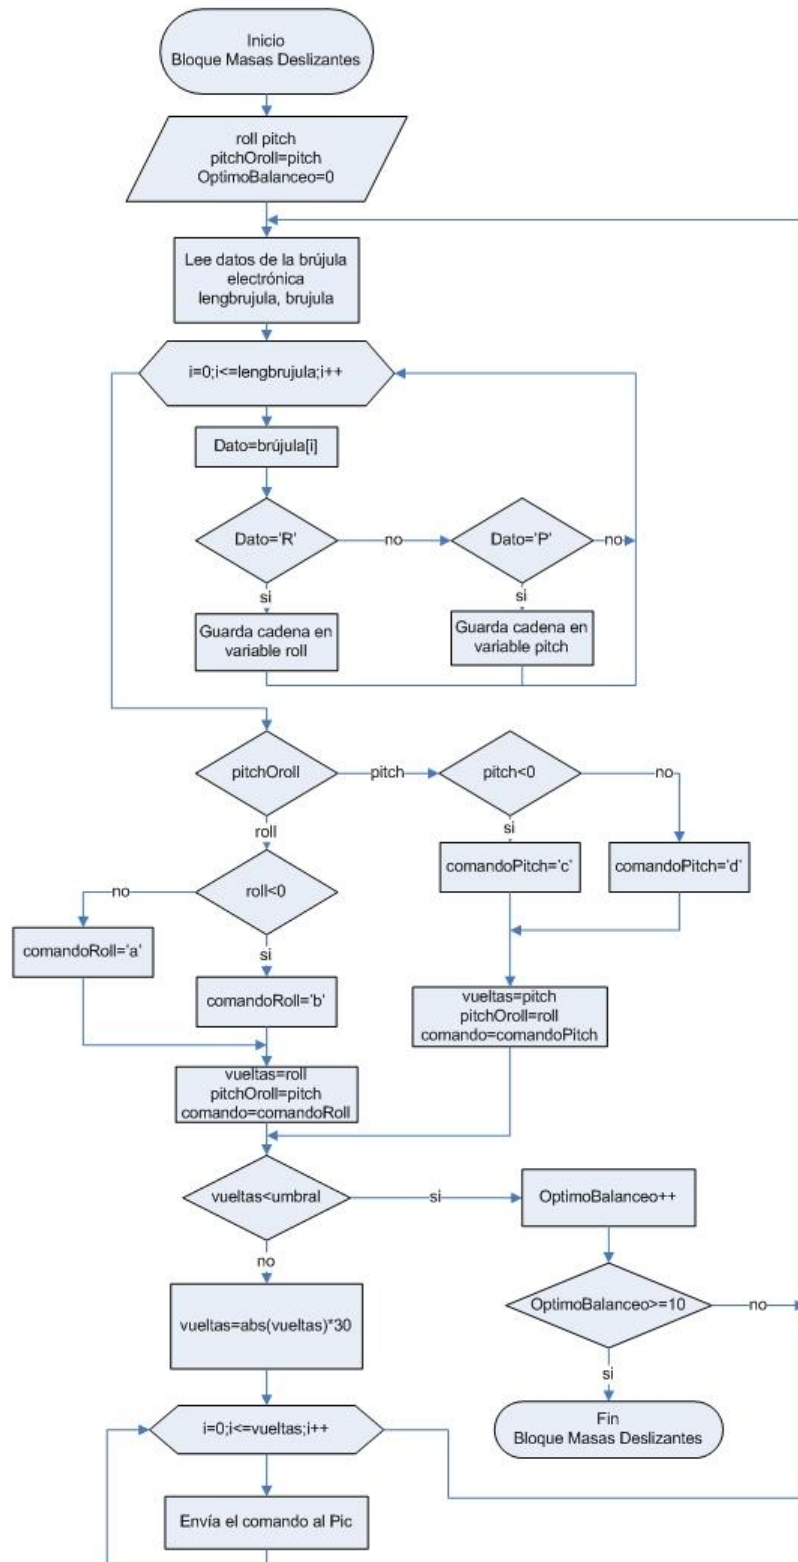 Inicio
Bloque Masas Deslizantes
roll pitch
pitchOroll=pitch
OptimoBalanceo=0
Lee datos de la brújula
electrónica
lengbrujula, brujula
i=0;i<=lengbrujula;i++
Dato=brújula[i]
Dato='R'
no
Dato='P'
no
si
si
Guarda cadena en
variable roll
Guarda cadena en
variable pitch
pitchOroll
pitch
pitch<0
no
roll
si
comandoPitch='c'
comandoPitch='d'
roll<0
no
comandoRoll='a'
si
comandoRoll='b'
vueltas=pitch
pitchOroll=roll
comando=comandoPitch
vueltas=roll
pitchOroll=pitch
comando=comandoRoll
vueltas<umbral
si
OptimoBalanceo++
no
vueltas=abs(vueltas)*30
OptimoBalanceo>=10
no
si
Fin
Bloque Masas Deslizantes
i=0;i<=vueltas;i++
Envía el comando al Pic